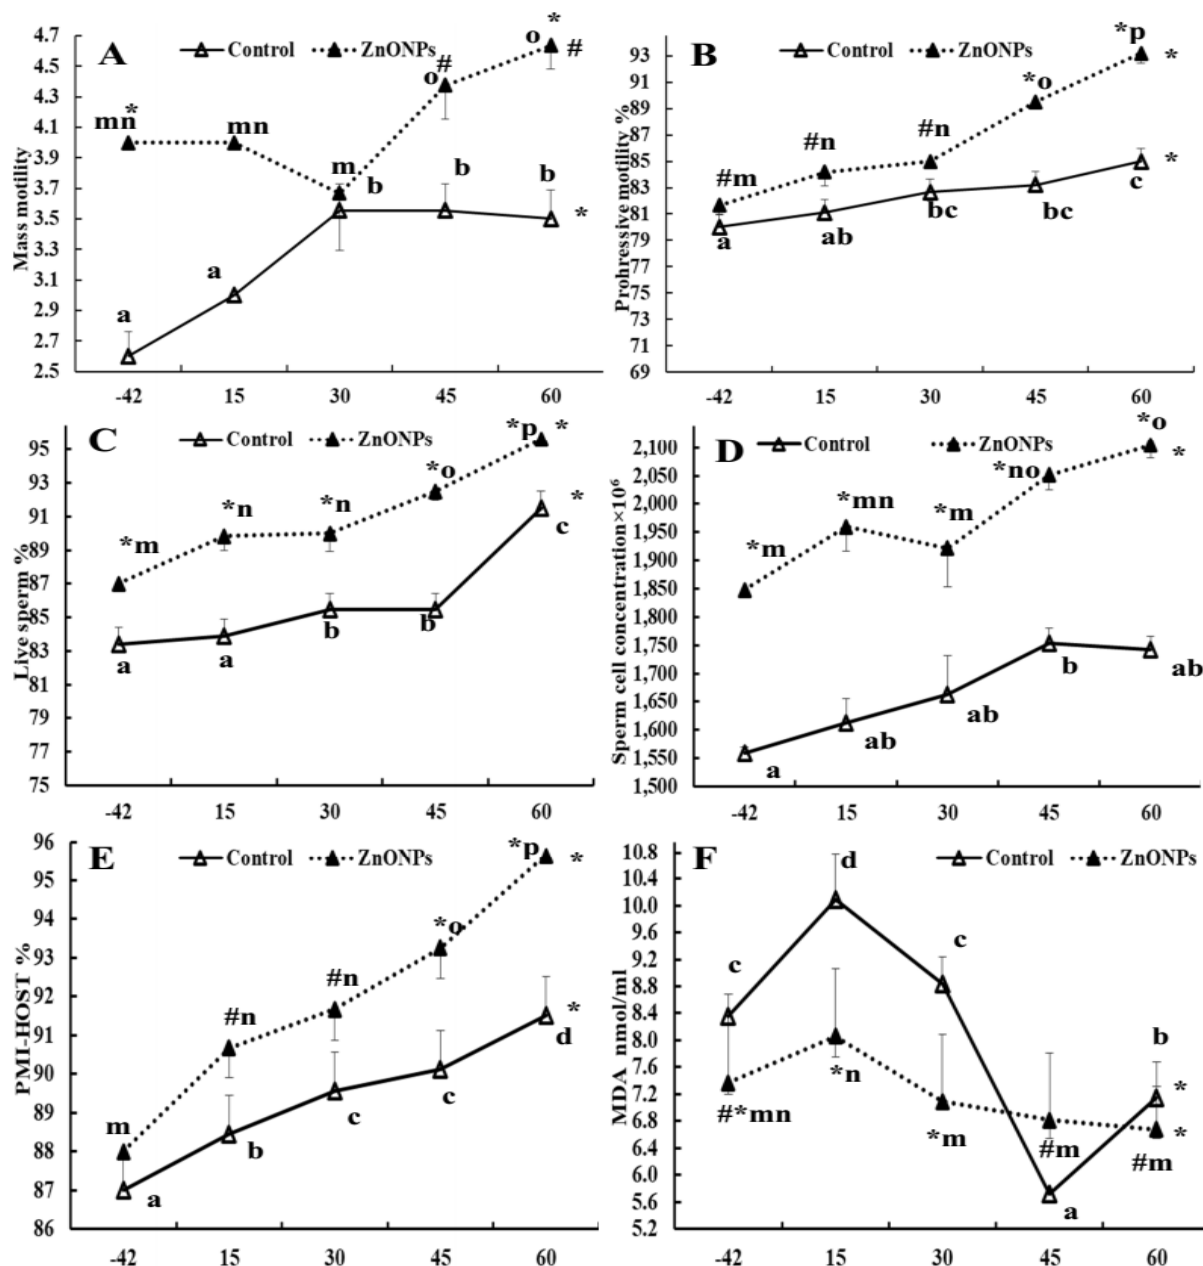 A Control ZnONPs
Mass motility
4.7
4.5
4.3
4.1
3.9
3.7
3.5
3.3
3.1
2.9
2.7
2.5
mn* mn m o# o * #
a a b b b *
-42 15 30 45 60
B Control ZnONPs
Prohressive motility %
93
91
89
87
85
83
81
79
77
75
73
71
69
#m #n #n *o *p *
a ab bc bc c *
-42 15 30 45 60
C Control ZnONPs
Live sperm %
95
93
91
89
87
85
83
81
79
77
75
*m *n *n *o *p *
a a b b c *
-42 15 30 45 60
D Control ZnONPs
Sperm cell concentration×10⁶
2,100
2,050
2,000
1,950
1,900
1,850
1,800
1,750
1,700
1,650
1,600
1,550
1,500
*m *mn *m *no *o *
a ab ab b ab
-42 15 30 45 60
E Control ZnONPs
PMI-HOST %
96
95
94
93
92
91
90
89
88
87
86
m #n #n *o *p *
a b c c d *
-42 15 30 45 60
F Control ZnONPs
MDA nmol/ml
10.8
10.4
10.0
9.6
9.2
8.8
8.4
8.0
7.6
7.2
6.8
6.4
6.0
5.6
5.2
c d c a b *
#*mn *n *m #m #m *
-42 15 30 45 60